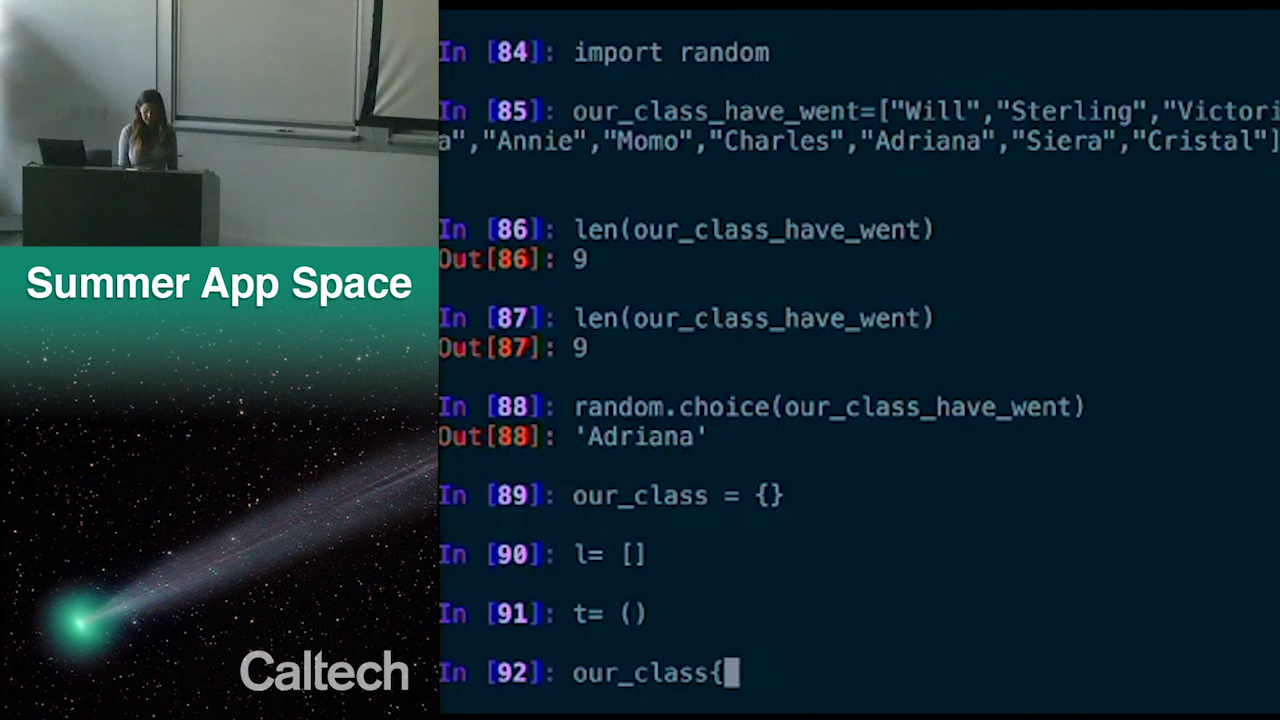 Summer App Space
Caltech
In [84]: import random
In [85]: our_class_have_went=["Will","Sterling","Victori
a","Annie","Momo","Charles","Adriana","Siera","Cristal"]
In [86]: len(our_class_have_went)
Out[86]: 9
In [87]: len(our_class_have_went)
Out[87]: 9
In [88]: random.choice(our_class_have_went)
Out[88]: 'Adriana'
In [89]: our_class = {}
In [90]: l= []
In [91]: t= ()
In [92]: our_class{